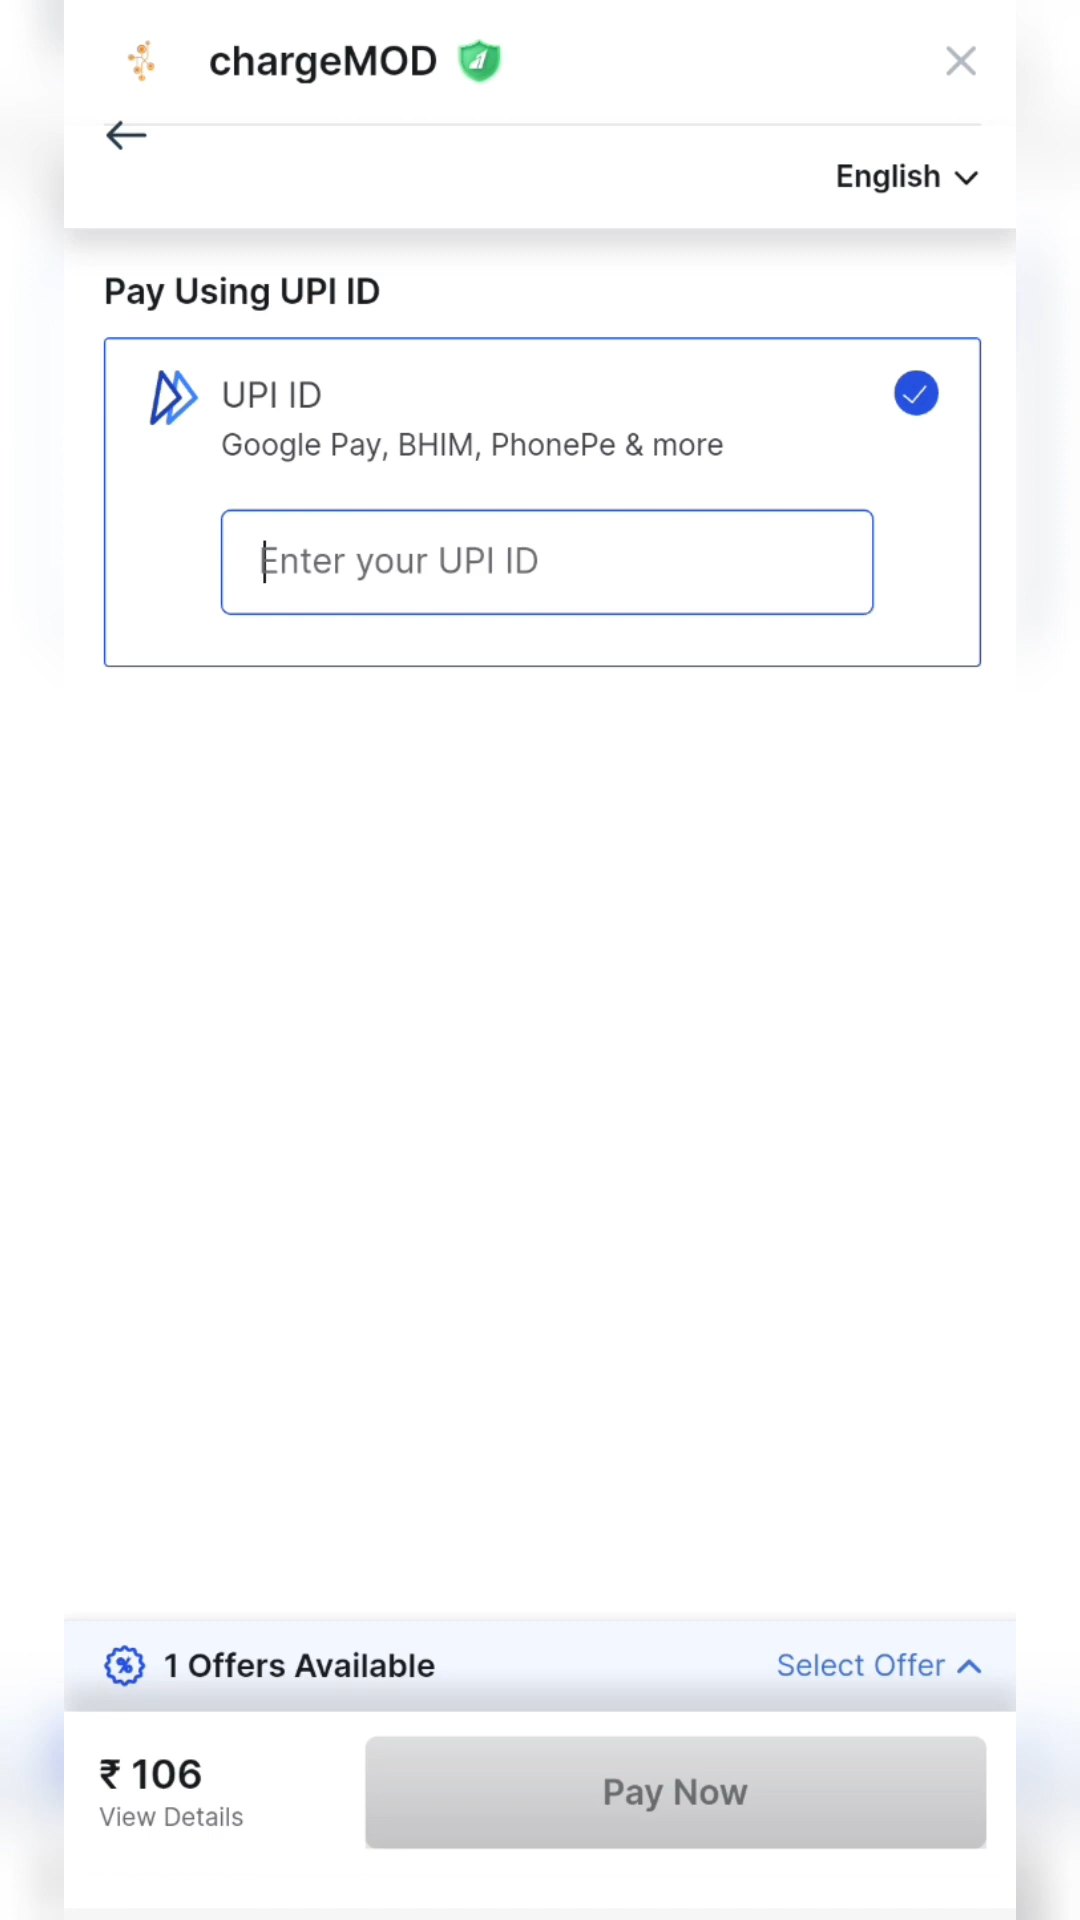 chargeMOD
English
Pay Using UPI ID
UPI ID
Google Pay, BHIM, PhonePe & more
Enter your UPI ID
1 Offers Available
Select Offer
₹ 106
View Details
Pay Now